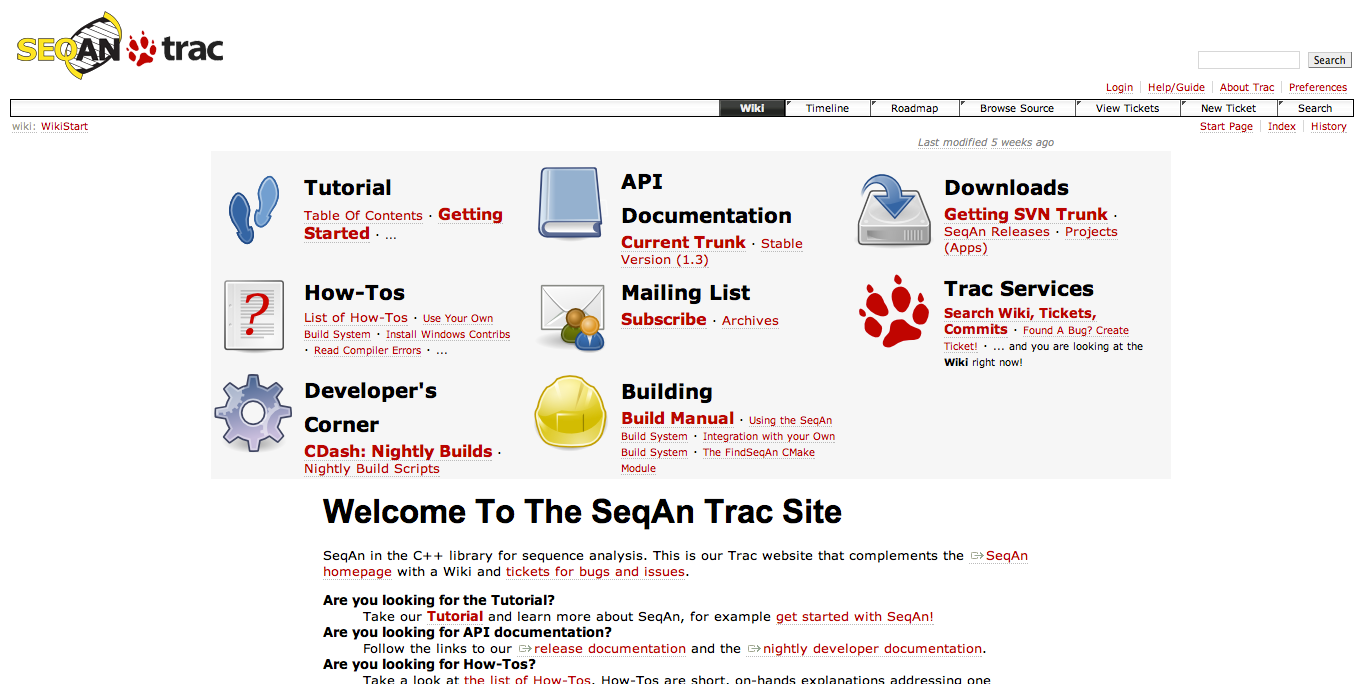 SEQAN trac
Search
Login Help/Guide About Trac Preferences
Wiki Timeline Roadmap Browse Source View Tickets New Ticket Search
wiki: WikiStart
Start Page Index History
Last modified 5 weeks ago
Tutorial
Table Of Contents · Getting
Started · ...
API
Documentation
Current Trunk · Stable
Version (1.3)
Downloads
Getting SVN Trunk ·
SeqAn Releases · Projects
(Apps)
How-Tos
List of How-Tos · Use Your Own
Build System · Install Windows Contribs
· Read Compiler Errors · ...
Mailing List
Subscribe · Archives
Trac Services
Search Wiki, Tickets,
Commits · Found A Bug? Create
Ticket! · ... and you are looking at the
Wiki right now!
Developer's
Corner
CDash: Nightly Builds ·
Nightly Build Scripts
Building
Build Manual · Using the SeqAn
Build System · Integration with your Own
Build System · The FindSeqAn CMake
Module
Welcome To The SeqAn Trac Site
SeqAn in the C++ library for sequence analysis. This is our Trac website that complements the SeqAn
homepage with a Wiki and tickets for bugs and issues.
Are you looking for the Tutorial?
Take our Tutorial and learn more about SeqAn, for example get started with SeqAn!
Are you looking for API documentation?
Follow the links to our release documentation and the nightly developer documentation.
Are you looking for How-Tos?
Take a look at the list of How-Tos. How-Tos are short, on-hands explanations addressing one